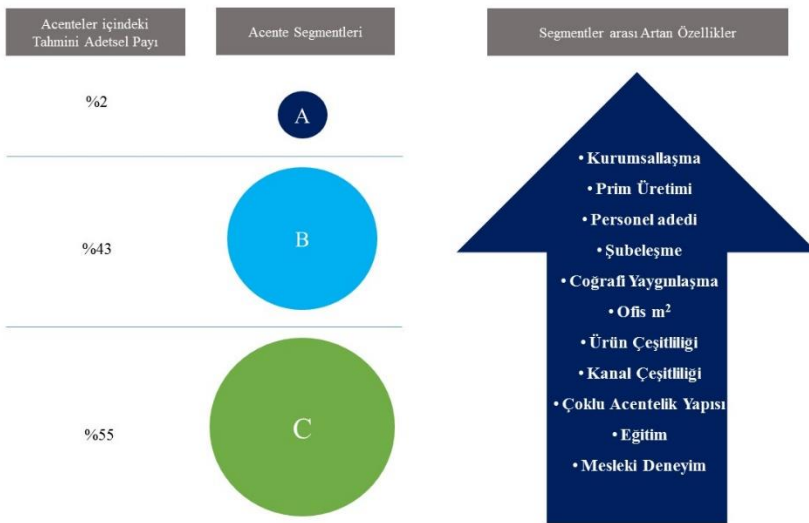 Acenteler içindeki
Tahmini Adetsel Payı
Acente Segmentleri
Segmentler arası Artan Özellikler
%2
A
%43
B
%55
C
• Kurumsallaşma
• Prim Üretimi
• Personel adedi
• Şubeleşme
• Coğrafi Yaygınlaşma
• Ofis m²
• Ürün Çeşitliliği
• Kanal Çeşitliliği
• Çoklu Acentelik Yapısı
• Eğitim
• Mesleki Deneyim